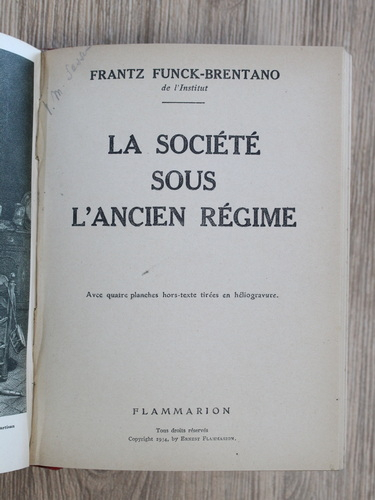 FRANTZ FUNCK-BRENTANO
de l'Institut
LA SOCIÉTÉ
SOUS
L'ANCIEN RÉGIME
Avec quatre planches hors-texte tirées en héliogravure.
FLAMMARION
Tous droits réservés
Copyright 1934, by ERNEST FLAMMARION.